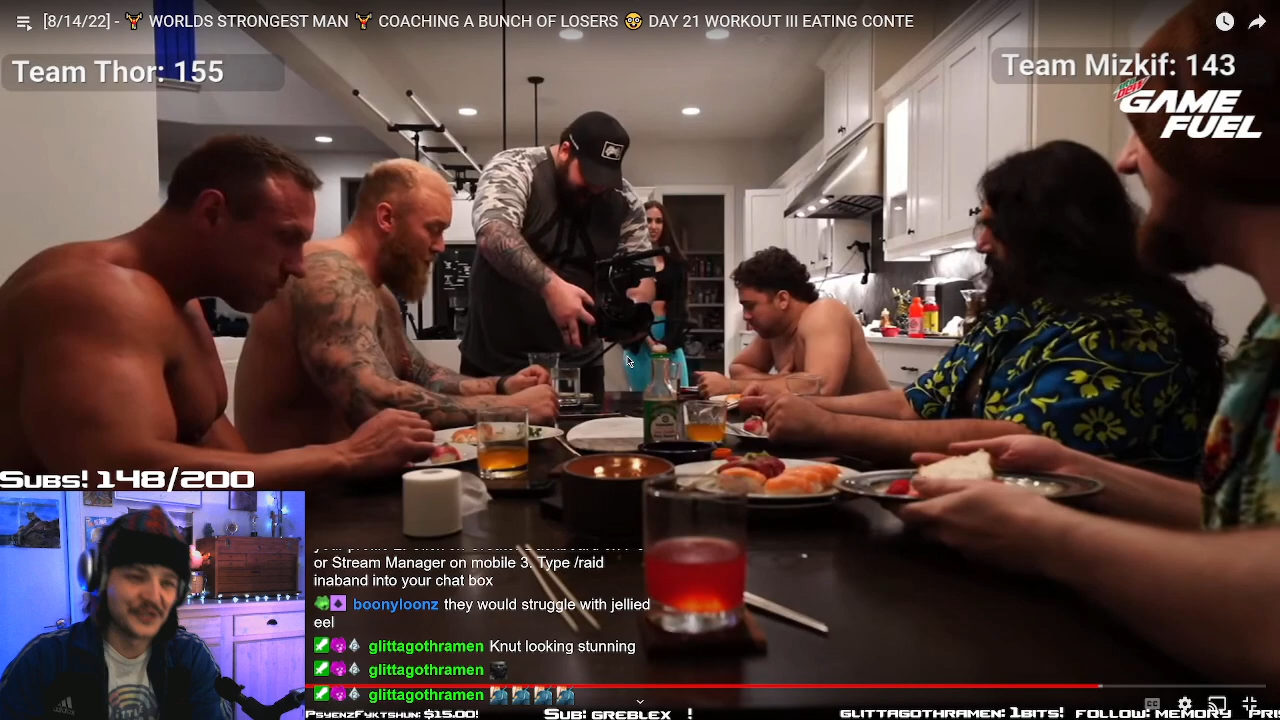 [8/14/22] - 🏋 WORLDS STRONGEST MAN 🏋 COACHING A BUNCH OF LOSERS 🤓 DAY 21 WORKOUT III EATING CONTE
Team Thor: 155
Team Mizkif: 143
GAME
FUEL
Subs! 148/200
or Stream Manager on mobile 3. Type /raid
inaband into your chat box
boonyloonz they would struggle with jellied
eel
glittagothramen Knut looking stunning
glittagothramen
glittagothramen
PsyenzFyktshun: $15.00!
Sub: greblex !
glittagothramen: 1bits!
follow: memory